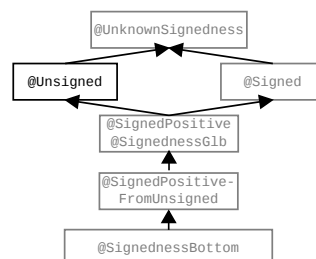 @UnknownSignedness
@Unsigned
@Signed
@SignedPositive
@SignednessGlb
@SignedPositive-
FromUnsigned
@SignednessBottom